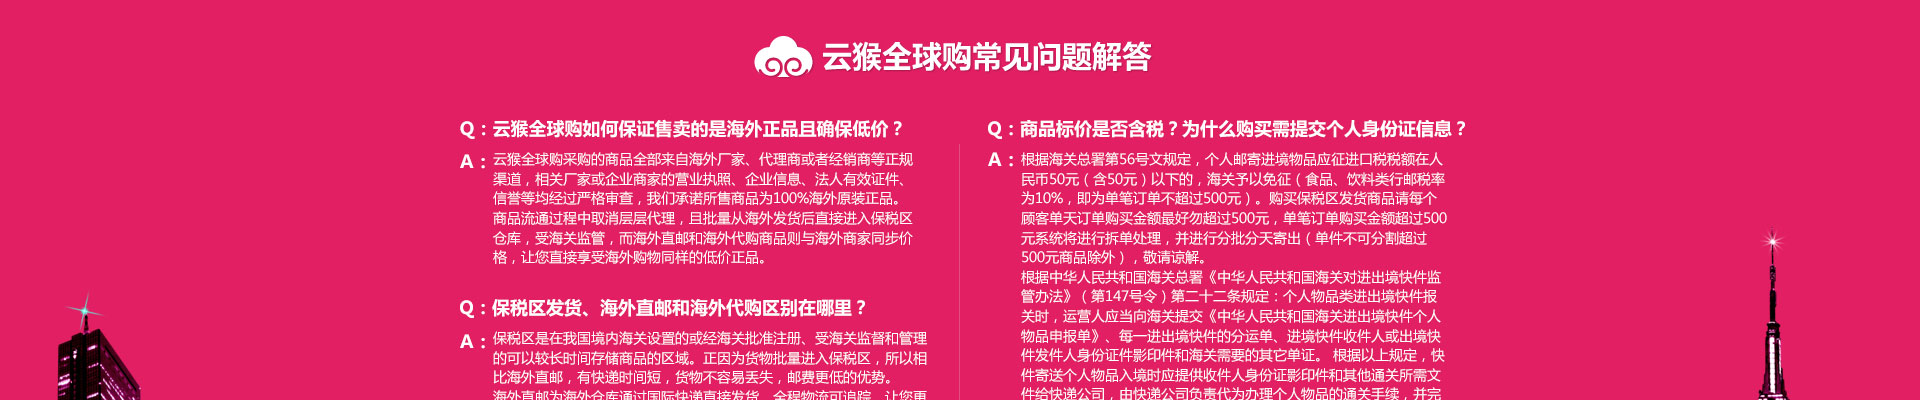 云猴全球购常见问题解答
Q：云猴全球购如何保证售卖的是海外正品且确保低价？
A：云猴全球购采购的商品全部来自海外厂家、代理商或者经销商等正规
渠道，相关厂家或企业商家的营业执照、企业信息、法人有效证件、
信誉等均经过严格审查，我们承诺所售商品为100%海外原装正品。
商品流通过程中取消层层代理，且批量从海外发货后直接进入保税区
仓库，受海关监管，而海外直邮和海外代购商品则与海外商家同步价
格，让您直接享受海外购物同样的低价正品。
Q：保税区发货、海外直邮和海外代购区别在哪里？
A：保税区是在我国境内海关设置的或经海关批准注册、受海关监督和管理
的可以较长时间存储商品的区域。正因为货物批量进入保税区，所以相
比海外直邮，有快递时间短，货物不容易丢失，邮费更低的优势。
海外直邮为海外仓库通过国际快递直接发货，全程物流可追踪，让您更
Q：商品标价是否含税？为什么购买需提交个人身份证信息？
A：根据海关总署第56号文规定，个人邮寄进境物品应征进口税税额在人
民币50元（含50元）以下的，海关予以免征（食品、饮料类行邮税率
为10%，即为单笔订单不超过500元）。购买保税区发货商品请每个
顾客单天订单购买金额最好勿超过500元，单笔订单购买金额超过500
元系统将进行拆单处理，并进行分批分天寄出（单件不可分割超过
500元商品除外），敬请谅解。
根据中华人民共和国海关总署《中华人民共和国海关对进出境快件监
管办法》（第147号令）第二十二条规定：个人物品类进出境快件报
关时，运营人应当向海关提交《中华人民共和国海关进出境快件个人
物品申报单》、每一进出境快件的分运单、进境快件收件人或出境快
件发件人身份证件影印件和海关需要的其它单证。 根据以上规定，快
件寄送个人物品入境时应提供收件人身份证影印件和其他通关所需文
件给快递公司，由快递公司负责代为办理个人物品的通关手续，并完